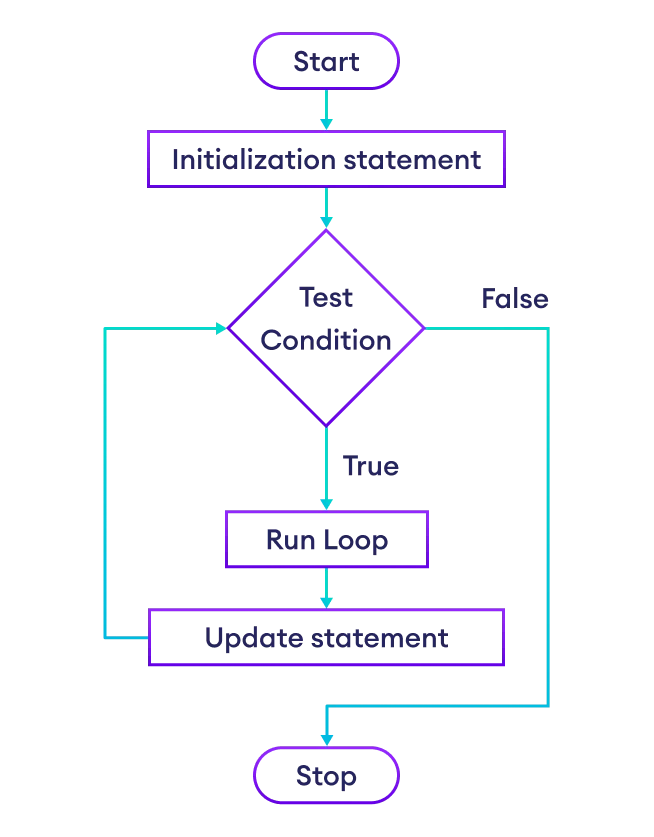 Start
Initialization statement
Test
Condition
False
True
Run Loop
Update statement
Stop